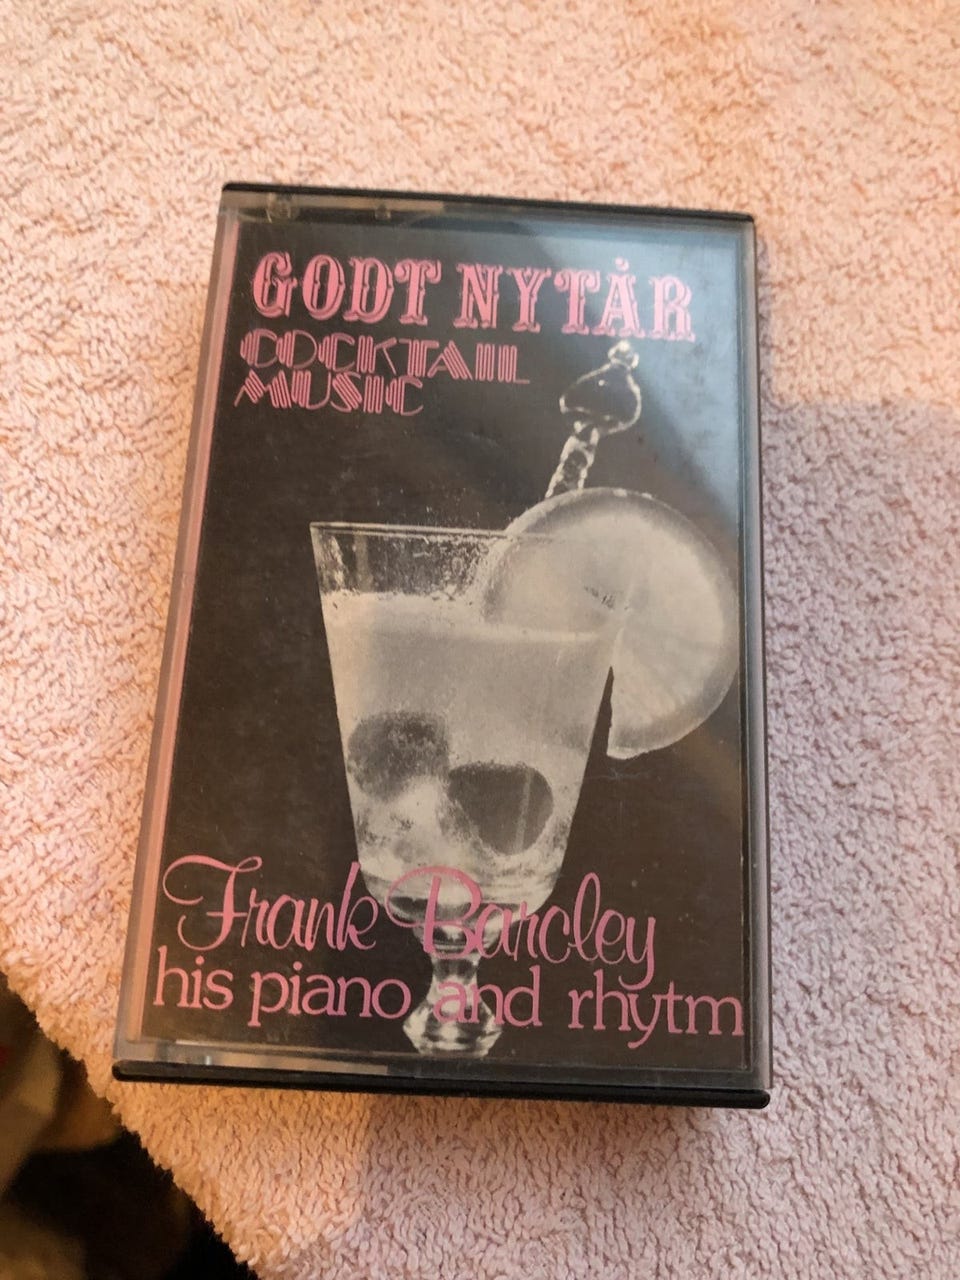 GODT NYTÅR
COCKTAIL
MUSIC
Frank Barcley
his piano and rhytm